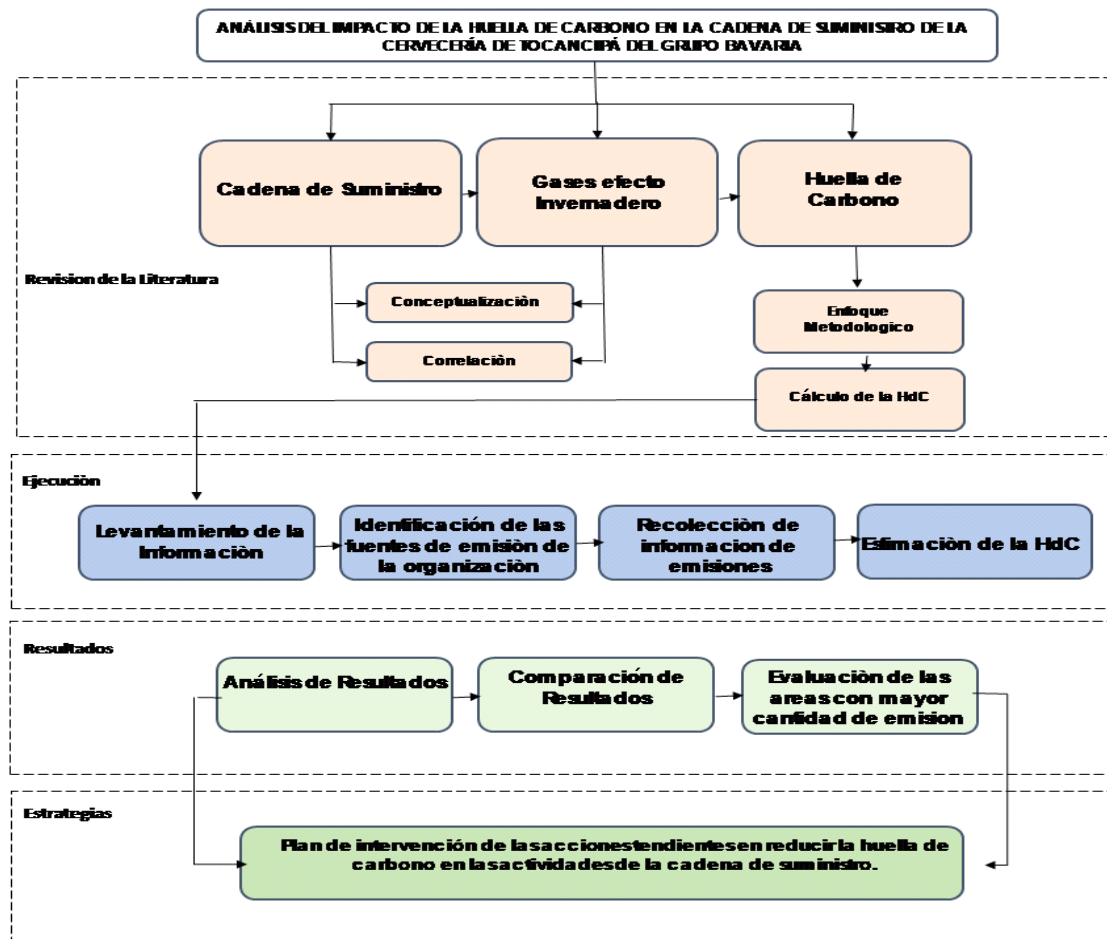 ANÁLISIS DEL IMPACTO DE LA HUELLA DE CARBONO EN LA CADENA DE SUMINISTRO DE LA
CERVECERÍA DE TOCANCIPÁ DEL GRUPO BAVARIA
Cadena de Suministro
Gases efecto
Invernadero
Huella de
Carbono
Revision de la Literatura
Conceptualizaciòn
Correlaciòn
Enfoque
Metodologico
Cálculo de la HdC
Ejecuciòn
Levantamiento de la
Informaciòn
Identificación de las
fuentes de emisiòn de
la organizaciòn
Recolecciòn de
informacion de
emisiones
Estimaciòn de la HdC
Resultados
Análisis de Resultados
Comparación de
Resultados
Evaluaciòn de las
areas con mayor
cantidad de emision
Estrategias
Plan de intervención de las acciones tendientes en reducir la huella de
carbono en las actividades de la cadena de suministro.